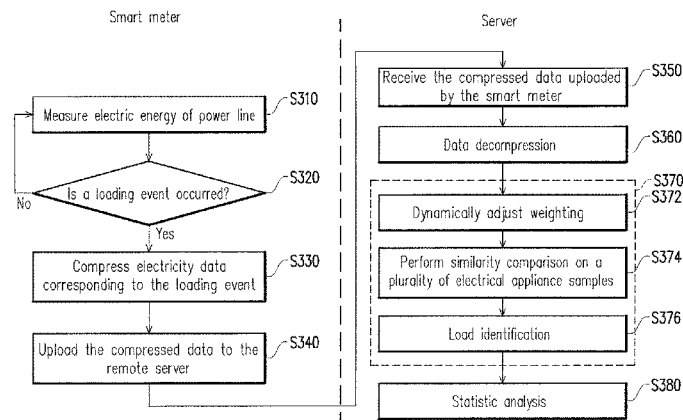 Smart meter
Measure electric energy of power line
S310
Is a loading event occurred?
S320
No
Yes
Compress electricity data
corresponding to the loading event
S330
Upload the compressed data to the
remote server
S340
Server
Receive the compressed data uploaded
by the smart meter
S350
Data decompression
S360
S370
Dynamically adjust weighting
S372
Perform similarity comparison on a
plurality of electrical appliance samples
S374
Load identification
S376
Statistic analysis
S380